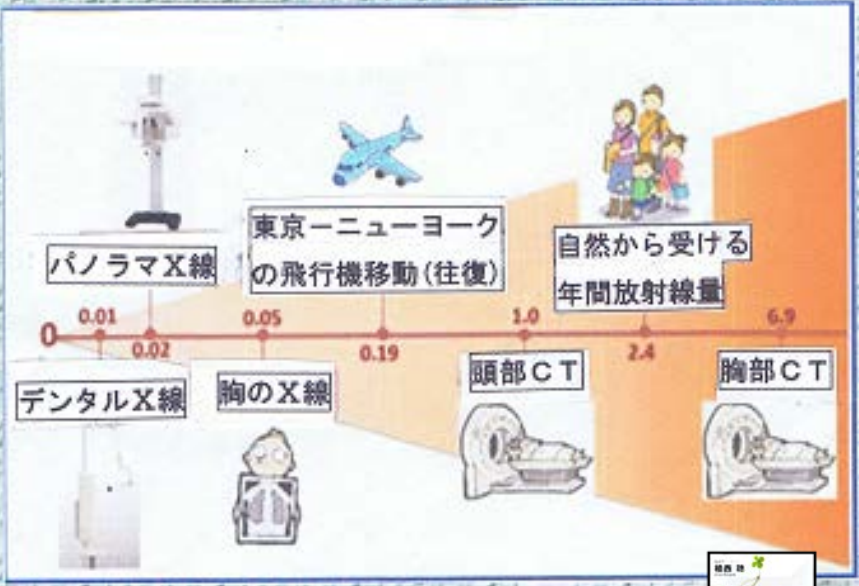 パノラマX線
東京－ニューヨーク
の飛行機移動(往復)
自然から受ける
年間放射線量
0
0.01
0.02
0.05
0.19
1.0
2.4
6.9
デンタルX線
胸のX線
頭部CT
胸部CT